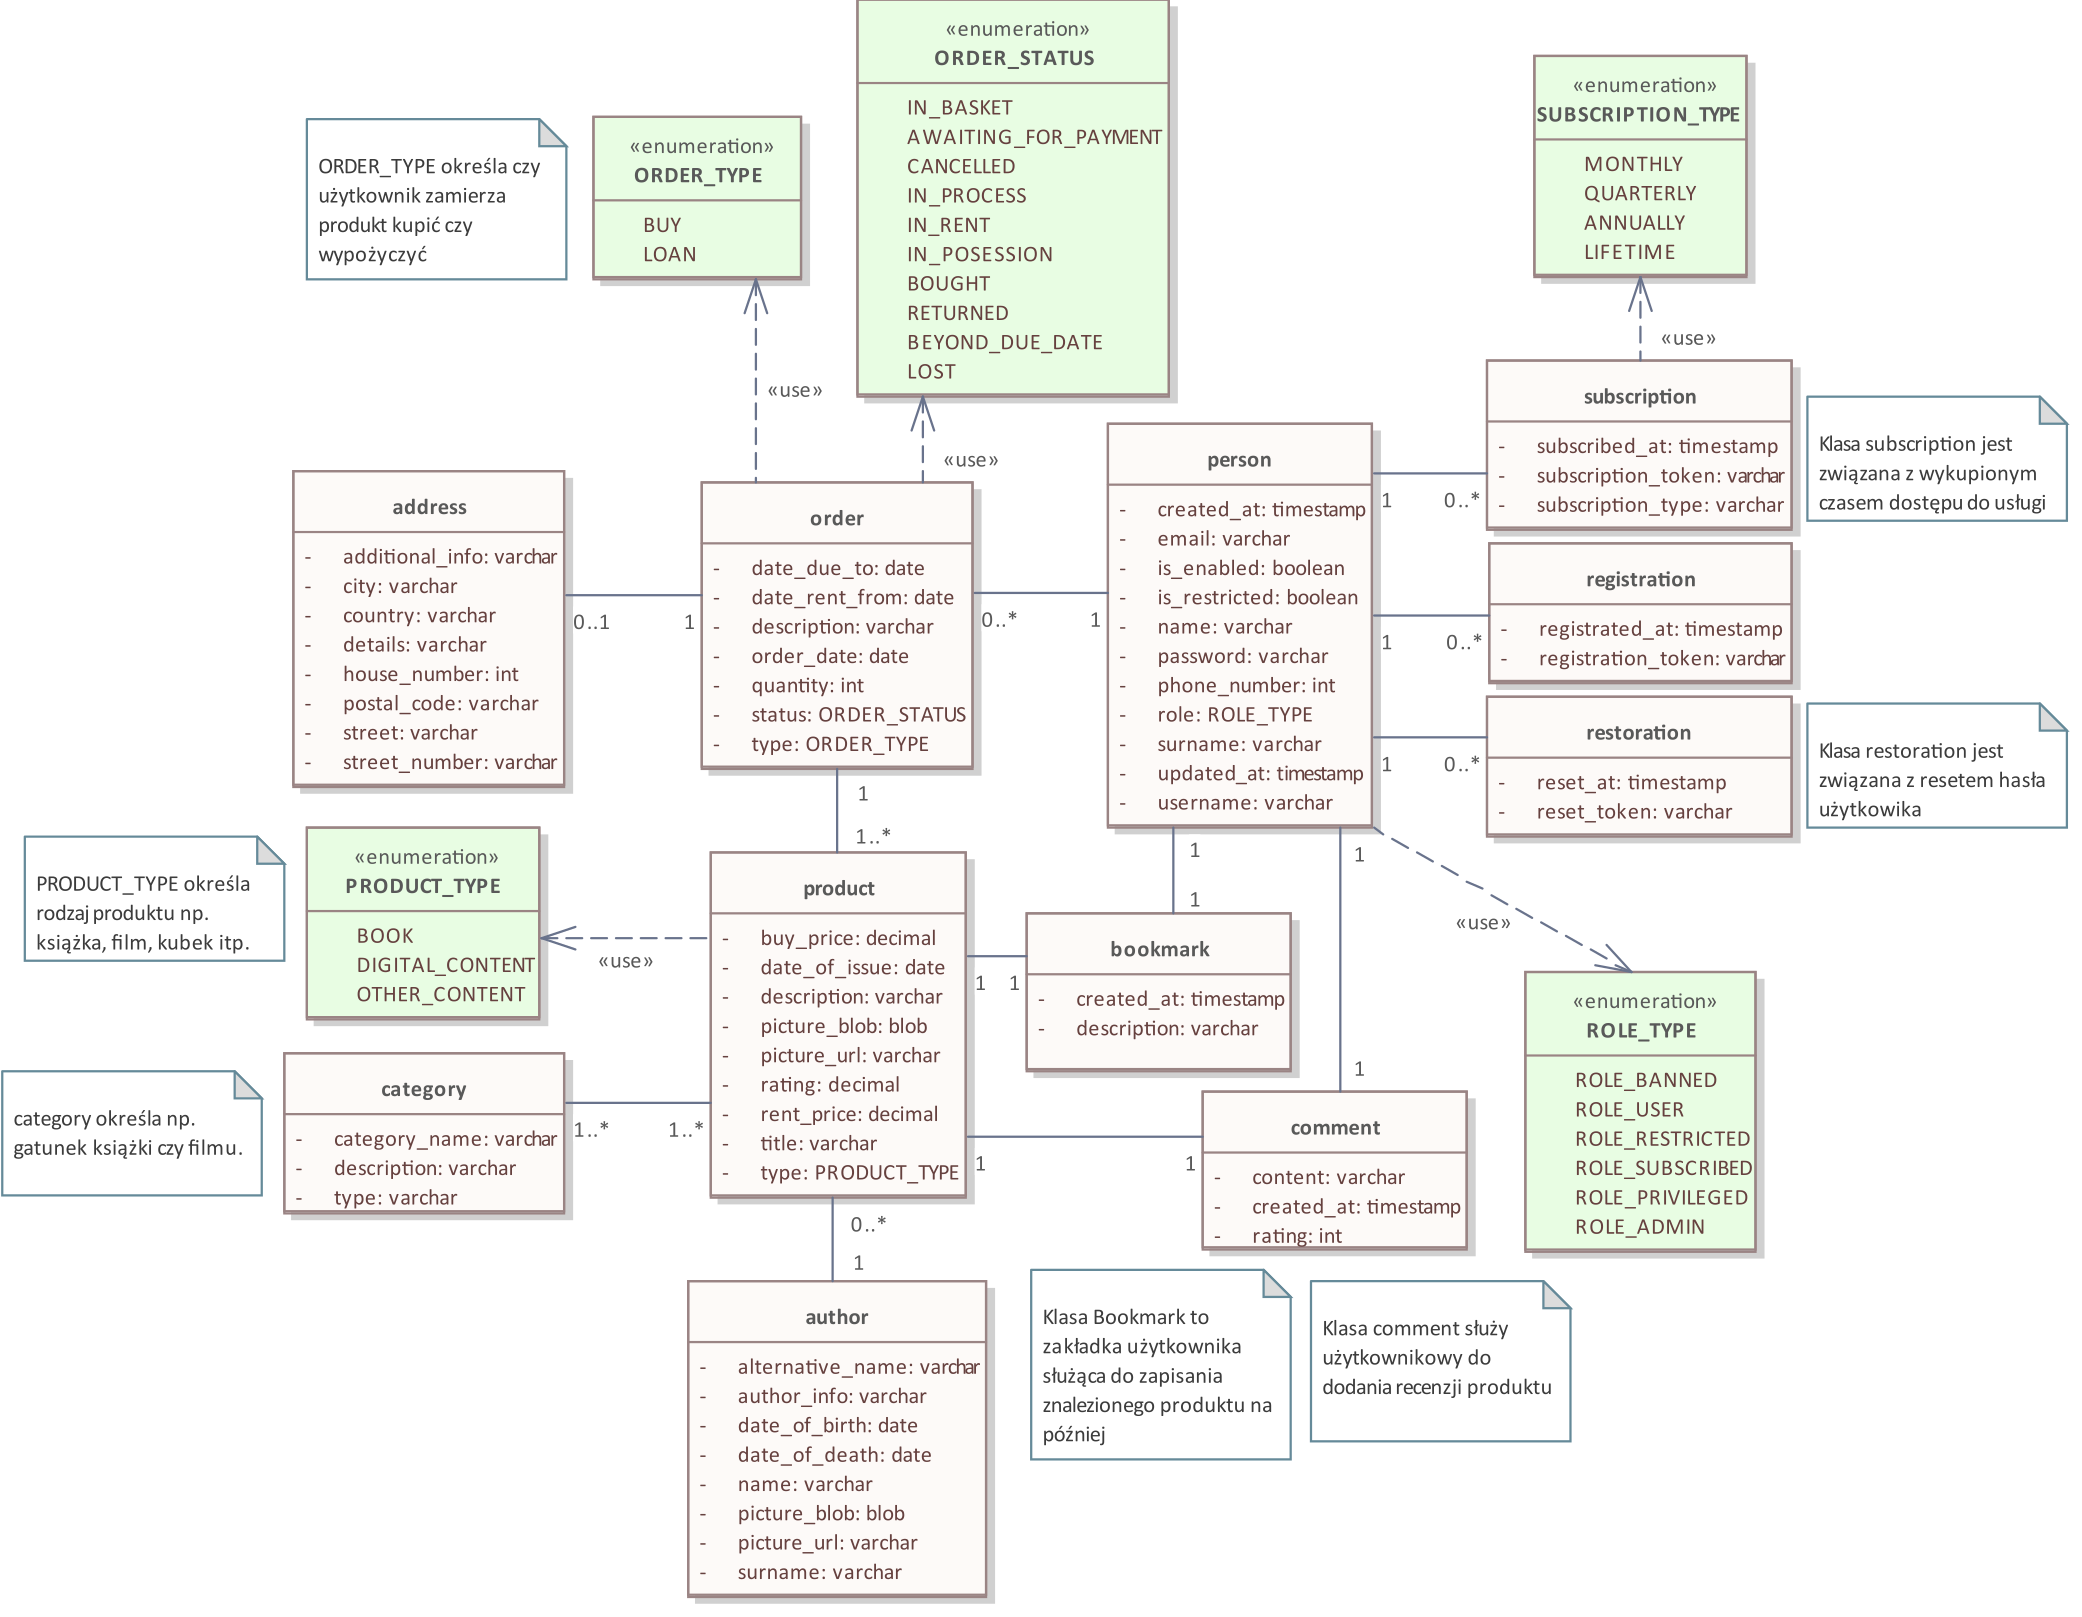 «enumeration»
ORDER_STATUS
IN_BASKET
AWAITING_FOR_PAYMENT
CANCELLED
IN_PROCESS
IN_RENT
IN_POSESSION
BOUGHT
RETURNED
BEYOND_DUE_DATE
LOST
«enumeration»
SUBSCRIPTION_TYPE
MONTHLY
QUARTERLY
ANNUALLY
LIFETIME
ORDER_TYPE określa czy
użytkownik zamierza
produkt kupić czy
wypożyczyć
«enumeration»
ORDER_TYPE
BUY
LOAN
«use»
«use»
«use»
subscription
- subscribed_at: timestamp
- subscription_token: varchar
- subscription_type: varchar
Klasa subscription jest
związana z wykupionym
czasem dostępu do usługi
address
- additional_info: varchar
- city: varchar
- country: varchar
- details: varchar
- house_number: int
- postal_code: varchar
- street: varchar
- street_number: varchar
0..1
1
order
- date_due_to: date
- date_rent_from: date
- description: varchar
- order_date: date
- quantity: int
- status: ORDER_STATUS
- type: ORDER_TYPE
0..*
1
person
- created_at: timestamp
- email: varchar
- is_enabled: boolean
- is_restricted: boolean
- name: varchar
- password: varchar
- phone_number: int
- role: ROLE_TYPE
- surname: varchar
- updated_at: timestamp
- username: varchar
1
0..*
registration
- registrated_at: timestamp
- registration_token: varchar
1
0..*
restoration
- reset_at: timestamp
- reset_token: varchar
1
0..*
Klasa restoration jest
związana z resetem hasła
użytkowika
1
1..*
PRODUCT_TYPE określa
rodzaj produktu np.
książka, film, kubek itp.
«enumeration»
PRODUCT_TYPE
BOOK
DIGITAL_CONTENT
OTHER_CONTENT
«use»
product
- buy_price: decimal
- date_of_issue: date
- description: varchar
- picture_blob: blob
- picture_url: varchar
- rating: decimal
- rent_price: decimal
- title: varchar
- type: PRODUCT_TYPE
1
1
1
1
bookmark
- created_at: timestamp
- description: varchar
1
1
«use»
«enumeration»
ROLE_TYPE
ROLE_BANNED
ROLE_USER
ROLE_RESTRICTED
ROLE_SUBSCRIBED
ROLE_PRIVILEGED
ROLE_ADMIN
category określa np.
gatunek książki czy filmu.
category
- category_name: varchar
- description: varchar
- type: varchar
1..*
1..*
1
1
comment
- content: varchar
- created_at: timestamp
- rating: int
0..*
1
author
- alternative_name: varchar
- author_info: varchar
- date_of_birth: date
- date_of_death: date
- name: varchar
- picture_blob: blob
- picture_url: varchar
- surname: varchar
Klasa Bookmark to
zakładka użytkownika
służąca do zapisania
znalezionego produktu na
później
Klasa comment służy
użytkownikowy do
dodania recenzji produktu